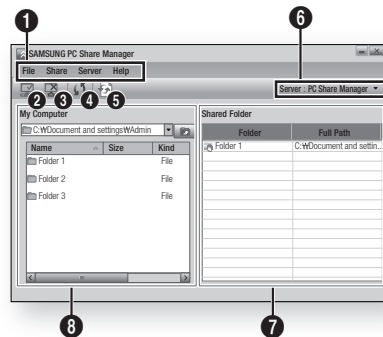 1
6
SAMSUNG PC Share Manager
File Share Server Help
2 3 4 5
Server : PC Share Manager
My Computer
Shared Folder
C:₩Document and settings₩Admin
Folder Full Path
Name Size Kind
Folder 1 C:₩Document and settin..
Folder 1 File
Folder 2 File
Folder 3 File
8
7